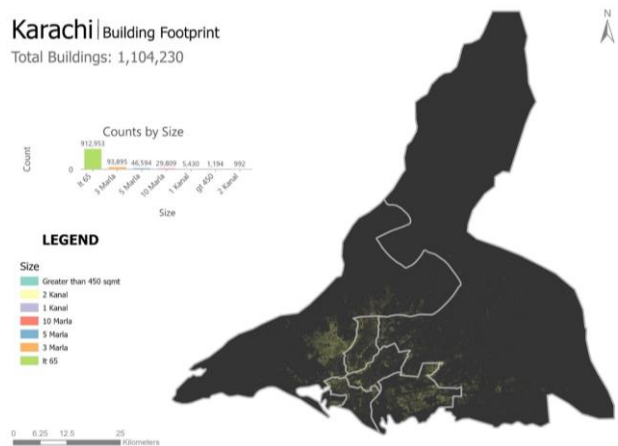 Karachi | Building Footprint
Total Buildings: 1,104,230
N
Counts by Size
Count
912,953
93,895
46,594
29,809
5,430
1,194
992
0
lt 65
3 Marla
5 Marla
10 Marla
1 Kanal
gt 450
2 Kanal
Size
LEGEND
Size
Greater than 450 sqmt
2 Kanal
1 Kanal
10 Marla
5 Marla
3 Marla
lt 65
0 6.25 12.5 25
Kilometers